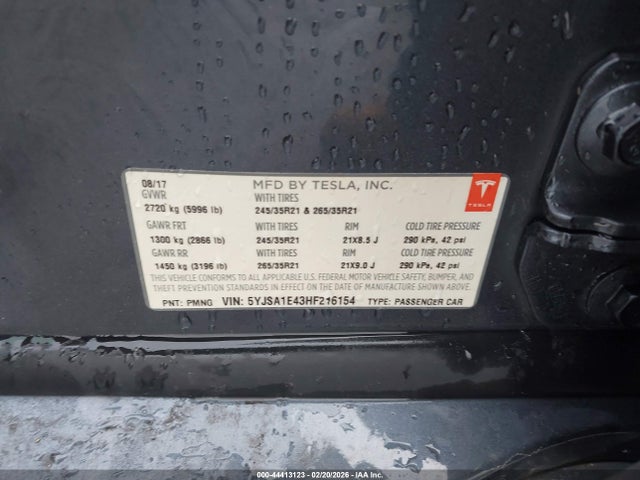 08/17 MFD BY TESLA, INC.
GVWR WITH TIRES
2720 kg (5996 lb) 245/35R21 & 265/35R21
GAWR FRT WITH TIRES RIM COLD TIRE PRESSURE
1300 kg (2866 lb) 245/35R21 21X8.5 J 290 kPa, 42 psi
GAWR RR WITH TIRES RIM COLD TIRE PRESSURE
1450 kg (3196 lb) 265/35R21 21X9.0 J 290 kPa, 42 psi
THIS VEHICLE CONFORMS TO ALL APPLICABLE U.S. FEDERAL MOTOR VEHICLE SAFETY, BUMPER, AND
THEFT PREVENTION STANDARDS IN EFFECT ON THE DATE OF MANUFACTURE SHOWN ABOVE.
PNT: PMNG VIN: 5YJSA1E43HF216154 TYPE: PASSENGER CAR
TESLA
000-44413123 - 02/20/2026 - IAAI.COM